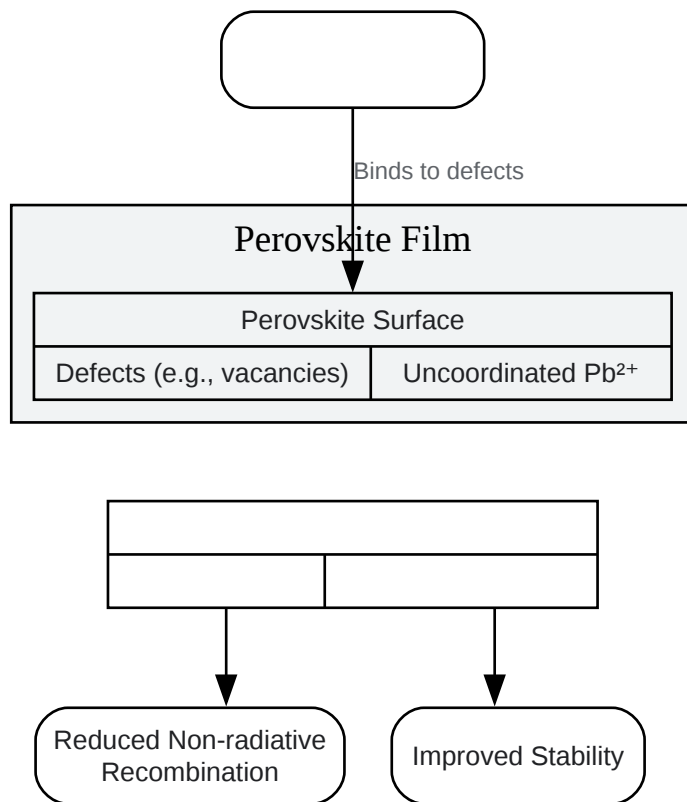 Binds to defects
Perovskite Film
Perovskite Surface
Defects (e.g., vacancies)
Uncoordinated Pb²⁺
Reduced Non-radiative
Recombination
Improved Stability